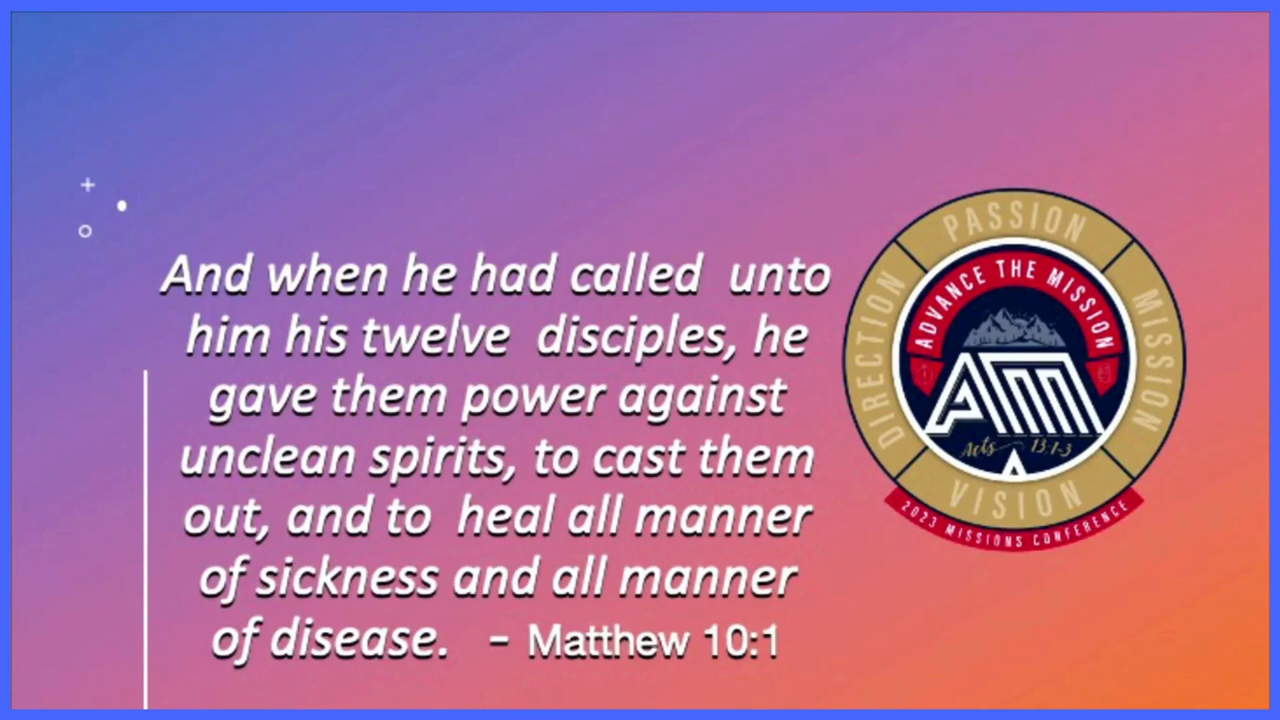 And when he had called unto
him his twelve disciples, he
gave them power against
unclean spirits, to cast them
out, and to heal all manner
of sickness and all manner
of disease. - Matthew 10:1
PASSION
DIRECTION
MISSION
VISION
ADVANCE THE MISSION
ATM
Acts 13:1-3
2023 MISSIONS CONFERENCE